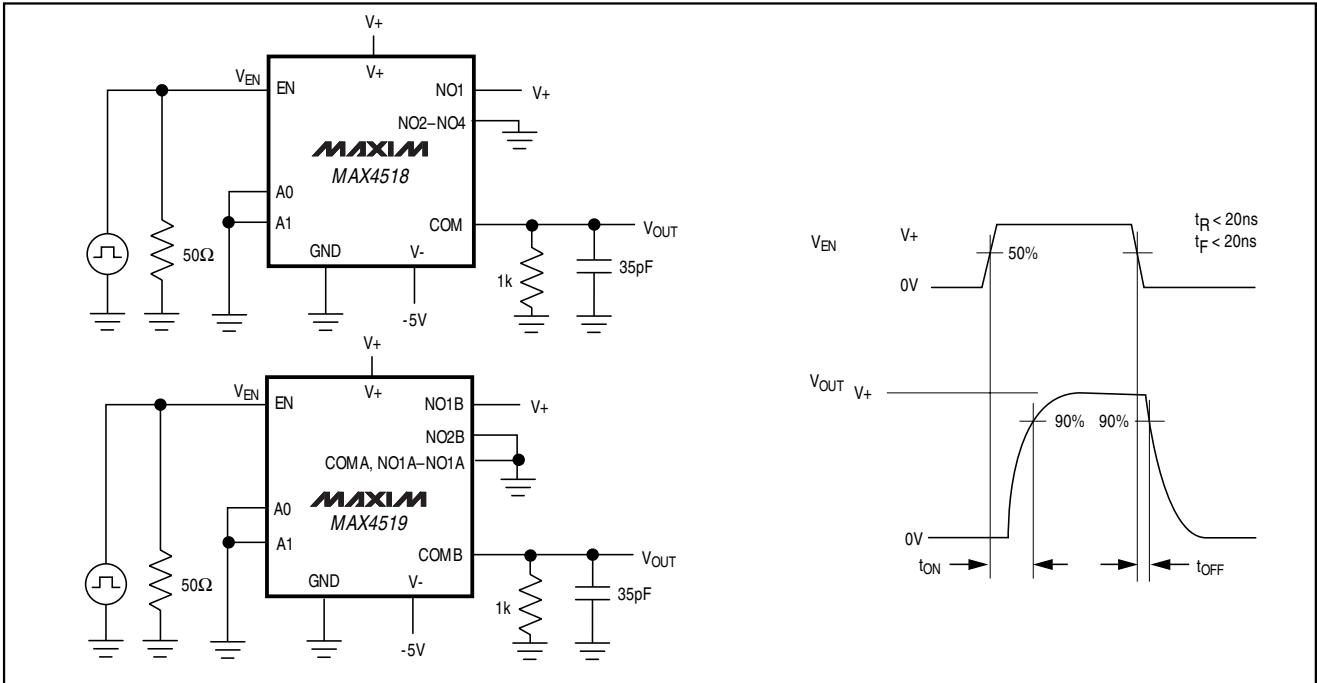 V+
V+
VEN
EN
NO1
V+
NO2–NO4
MAXIM
MAX4518
A0
A1
COM
VOUT
50Ω
GND
V-
1k
35pF
-5V
V+
V+
VEN
EN
NO1B
V+
NO2B
COMA, NO1A–NO1A
MAXIM
MAX4519
A0
A1
COMB
VOUT
50Ω
GND
V-
1k
35pF
-5V
tR < 20ns
tF < 20ns
VEN
V+
50%
0V
VOUT
V+
90%
90%
0V
tON
tOFF